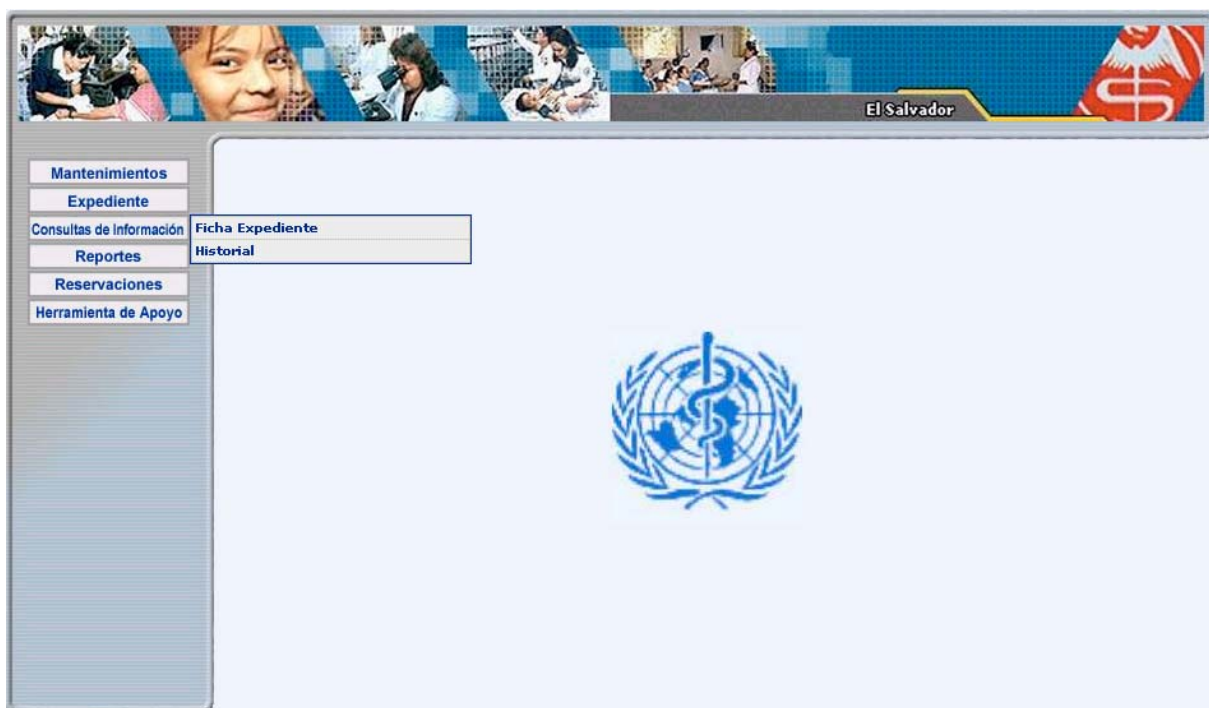 El Salvador
Mantenimientos
Expediente
Consultas de Información
Ficha Expediente
Historial
Reportes
Reservaciones
Herramienta de Apoyo